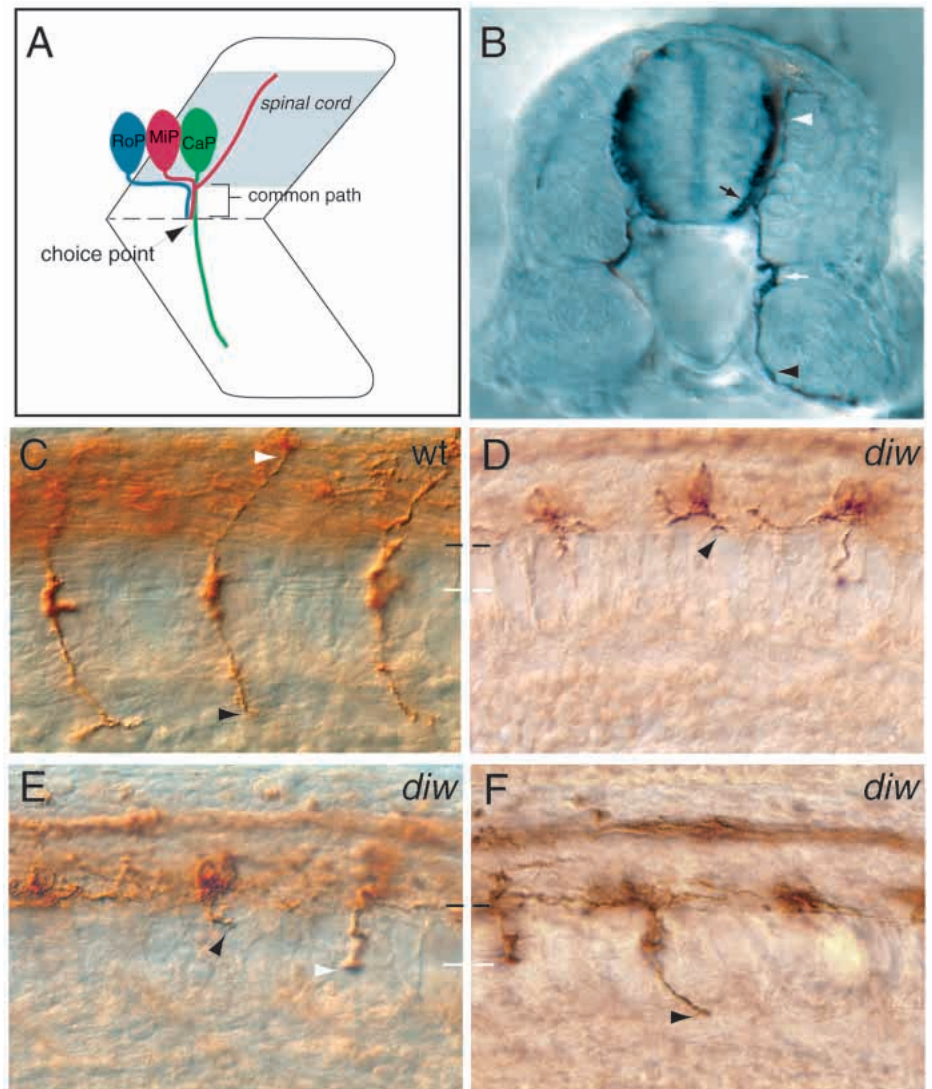 A
spinal cord
RoP MiP CaP
common path
choice point
B
C
wt
D
diw
E
diw
F
diw